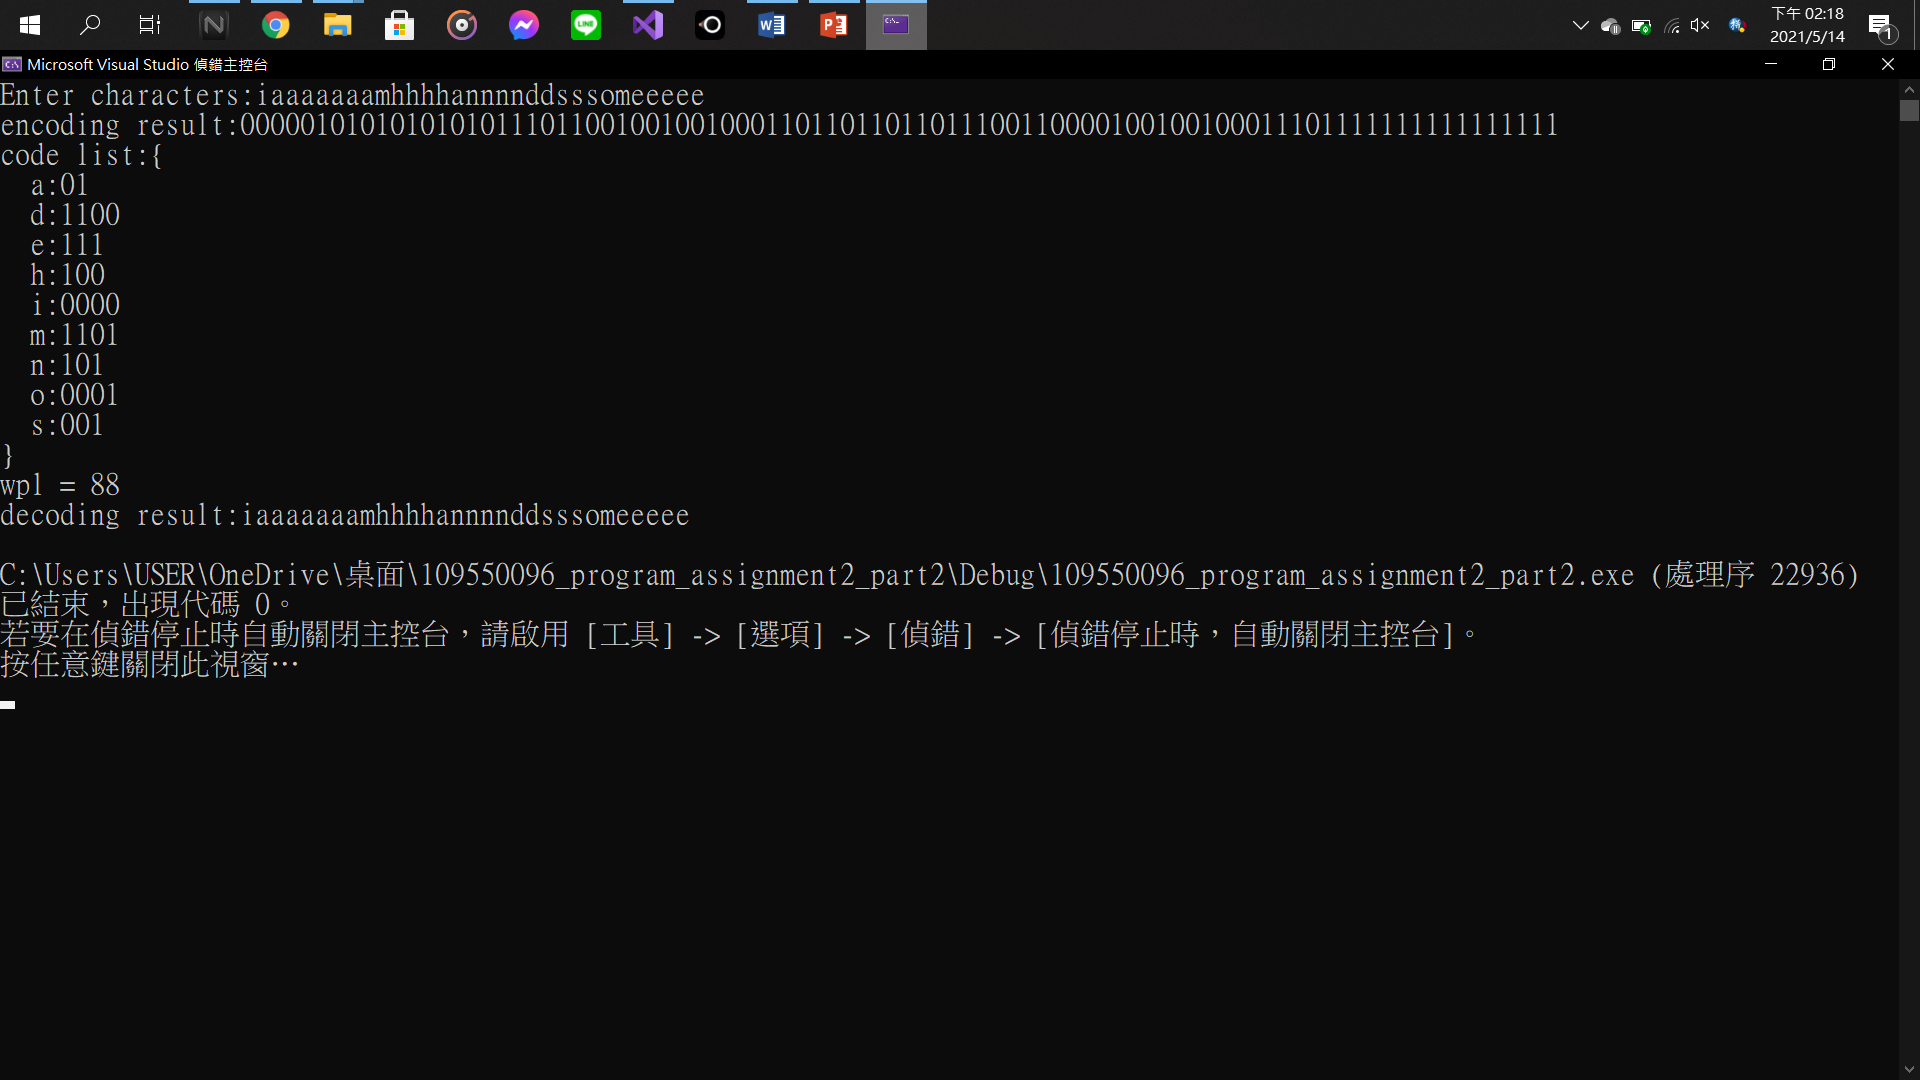 下午 02:18
2021/5/14
1
Microsoft Visual Studio 偵錯主控台
Enter characters:iaaaaaaamhhhhannnnddsssomeeeee
encoding result:0000010101010101011101100100100100011011011011011100110000100100100011101111111111111111
code list:{
a:01
d:1100
e:111
h:100
i:0000
m:1101
n:101
o:0001
s:001
}
wpl = 88
decoding result:iaaaaaaamhhhhannnnddsssomeeeee
C:\Users\USER\OneDrive\桌面\109550096_program_assignment2_part2\Debug\109550096_program_assignment2_part2.exe (處理序 22936)
已結束，出現代碼 0。
若要在偵錯停止時自動關閉主控台，請啟用 [工具] -> [選項] -> [偵錯] -> [偵錯停止時，自動關閉主控台]。
按任意鍵關閉此視窗…